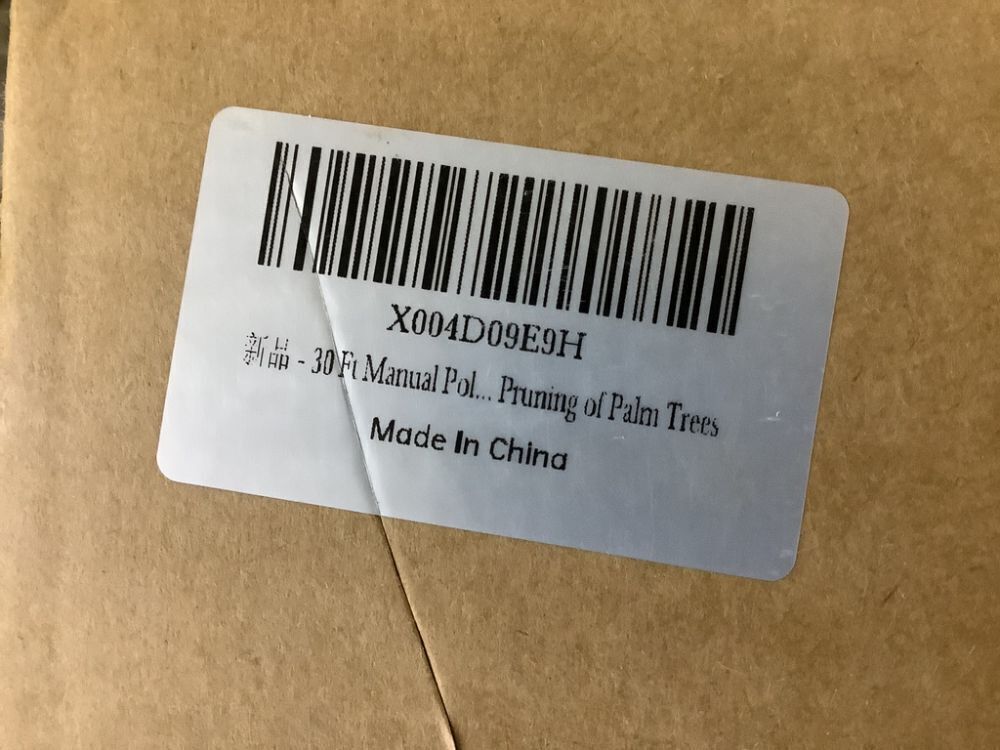 X004D09E9H
新品 - 30 Ft Manual Pol... Pruning of Palm Trees
Made In China